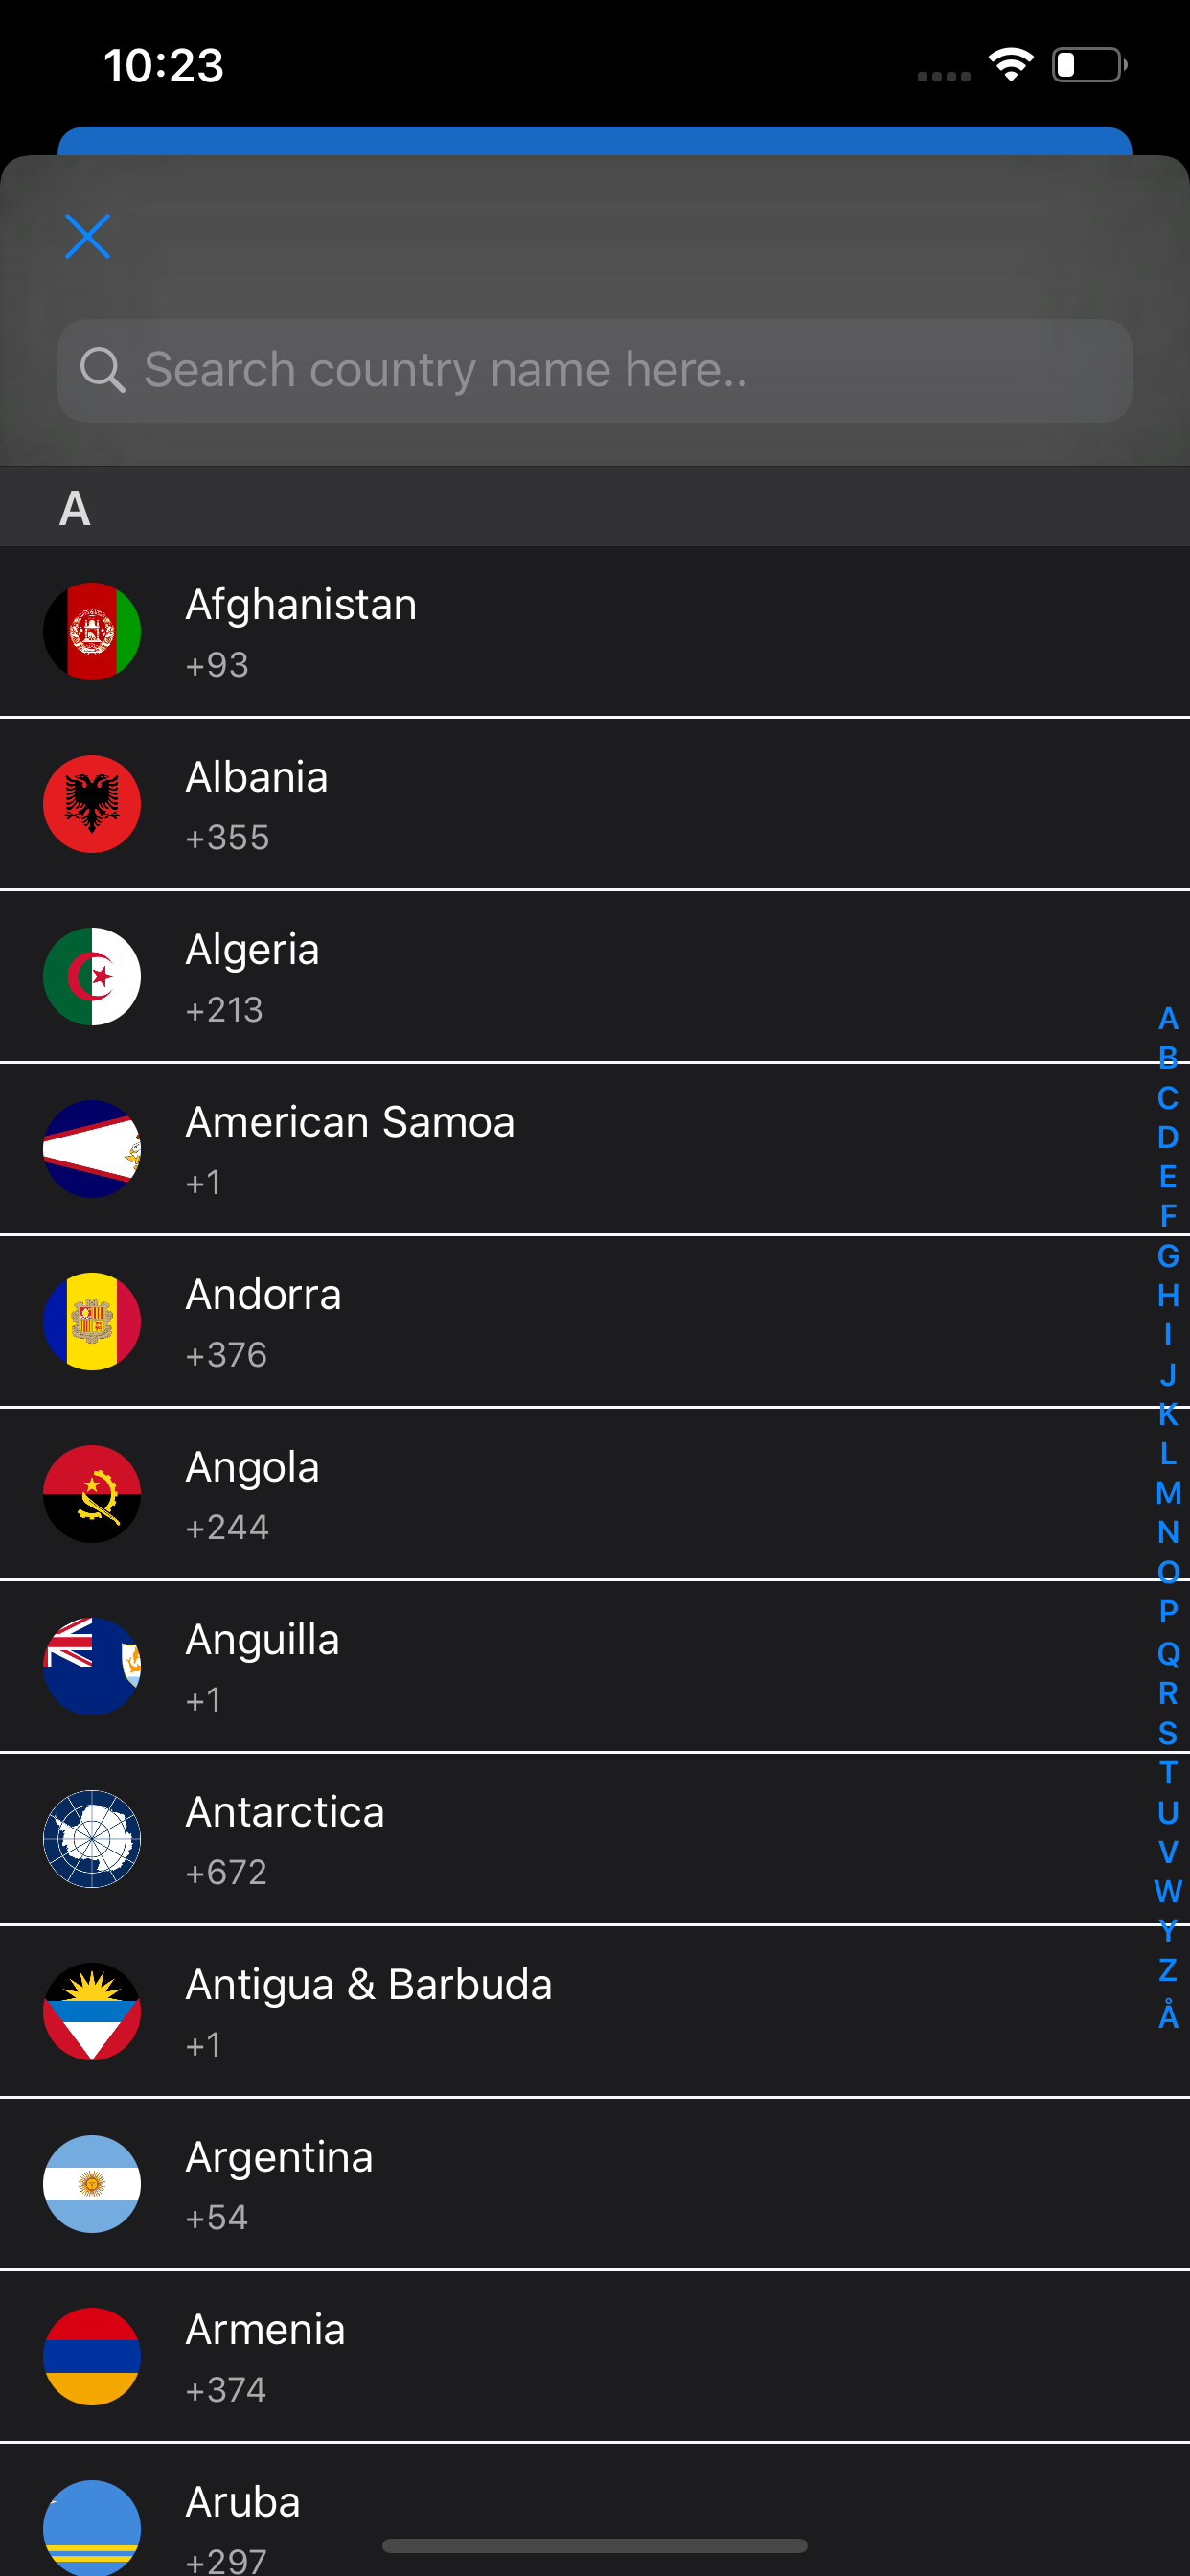 10:23
Search country name here..
A
Afghanistan
+93
Albania
+355
Algeria
+213
American Samoa
+1
Andorra
+376
Angola
+244
Anguilla
+1
Antarctica
+672
Antigua & Barbuda
+1
Argentina
+54
Armenia
+374
Aruba
+297
A
B
C
D
E
F
G
H
I
J
K
L
M
N
O
P
Q
R
S
T
U
V
W
Y
Z
Å